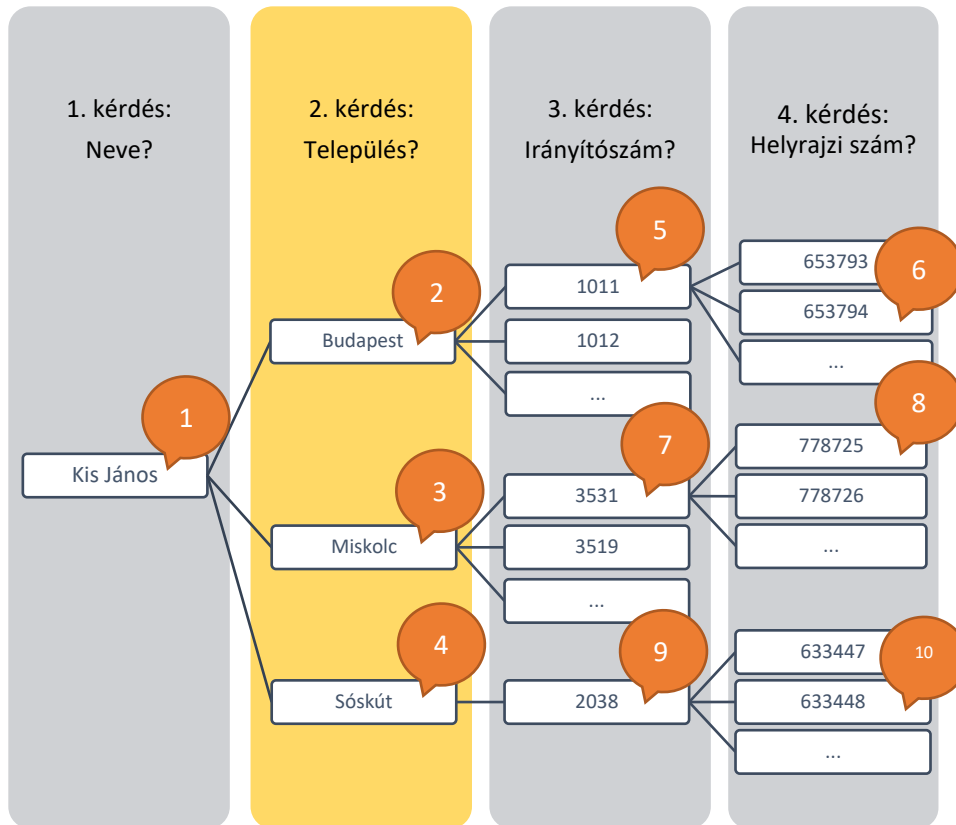 1. kérdés:
Neve?
2. kérdés:
Település?
3. kérdés:
Irányítószám?
4. kérdés:
Helyrajzi szám?
1
Kis János
2
Budapest
3
Miskolc
4
Sóskút
5
1011
1012
...
7
3531
3519
...
9
2038
6
653793
653794
...
8
778725
778726
...
10
633447
633448
...